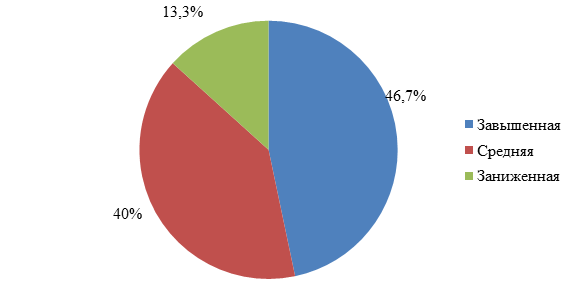 13,3%
46,7%
40%
Завышенная
Средняя
Заниженная